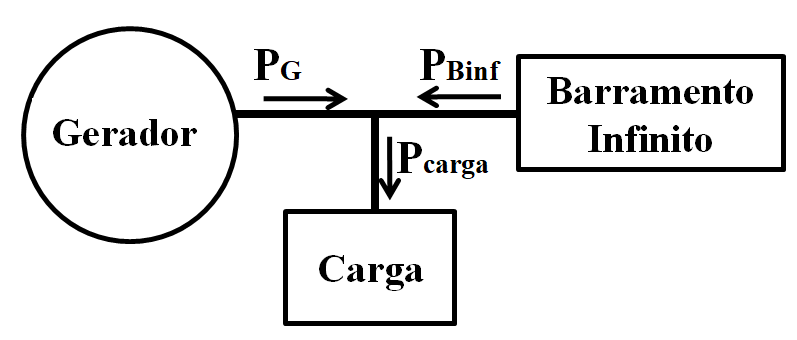 Gerador
PG
PBinf
Barramento
Infinito
Pcarga
Carga